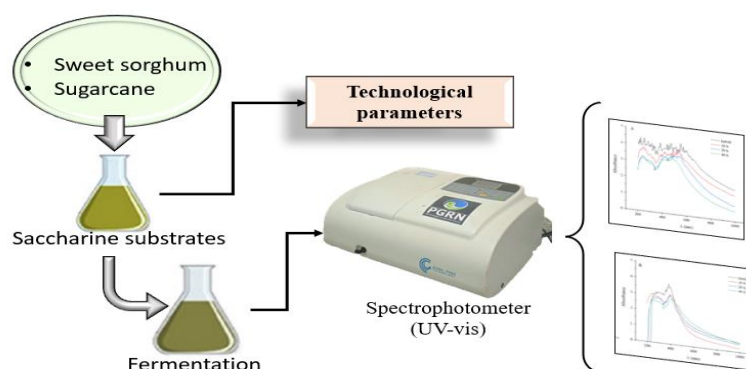 • Sweet sorghum
• Sugarcane
Technological
parameters
Saccharine substrates
PGRN
Spectrophotometer
(UV-vis)
Fermentation